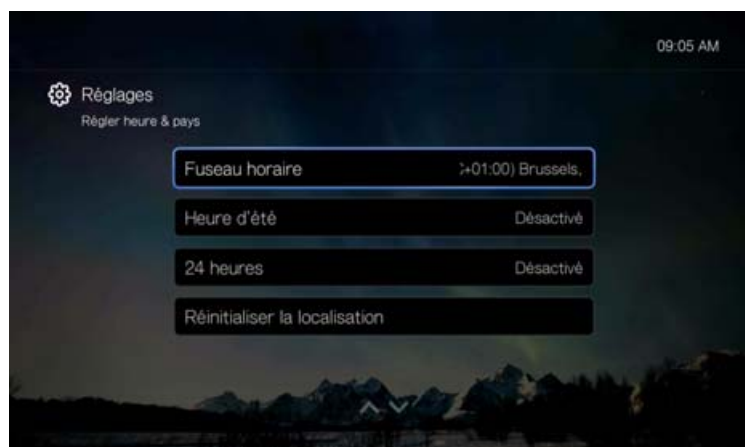 09:05 AM
Réglages
Régler heure & pays
Fuseau horaire +01:00) Brussels,
Heure d'été Désactivé
24 heures Désactivé
Réinitialiser la localisation